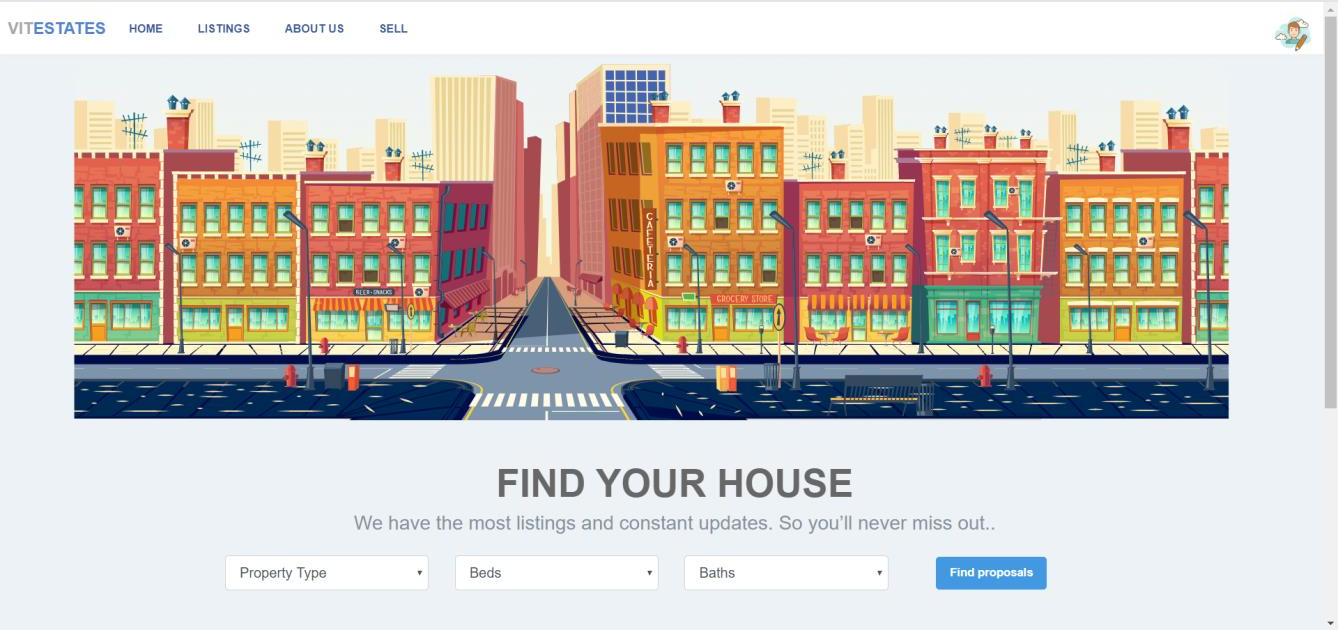 VITESTATES HOME LISTINGS ABOUT US SELL
CAFETERIA
BEER-SNACKS
GROCERY STORE
FIND YOUR HOUSE
We have the most listings and constant updates. So you'll never miss out..
Property Type Beds Baths Find proposals